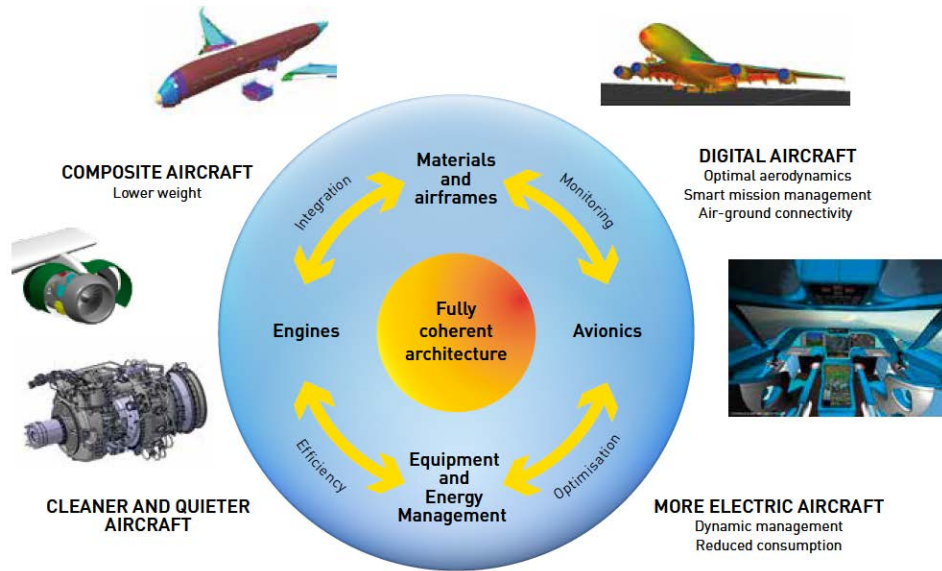 COMPOSITE AIRCRAFT
Lower weight
DIGITAL AIRCRAFT
Optimal aerodynamics
Smart mission management
Air-ground connectivity
Materials
and
airframes
Integration
Monitoring
Engines
Fully
coherent
architecture
Avionics
Efficiency
Optimisation
Equipment
and
Energy
Management
CLEANER AND QUIETER
AIRCRAFT
MORE ELECTRIC AIRCRAFT
Dynamic management
Reduced consumption